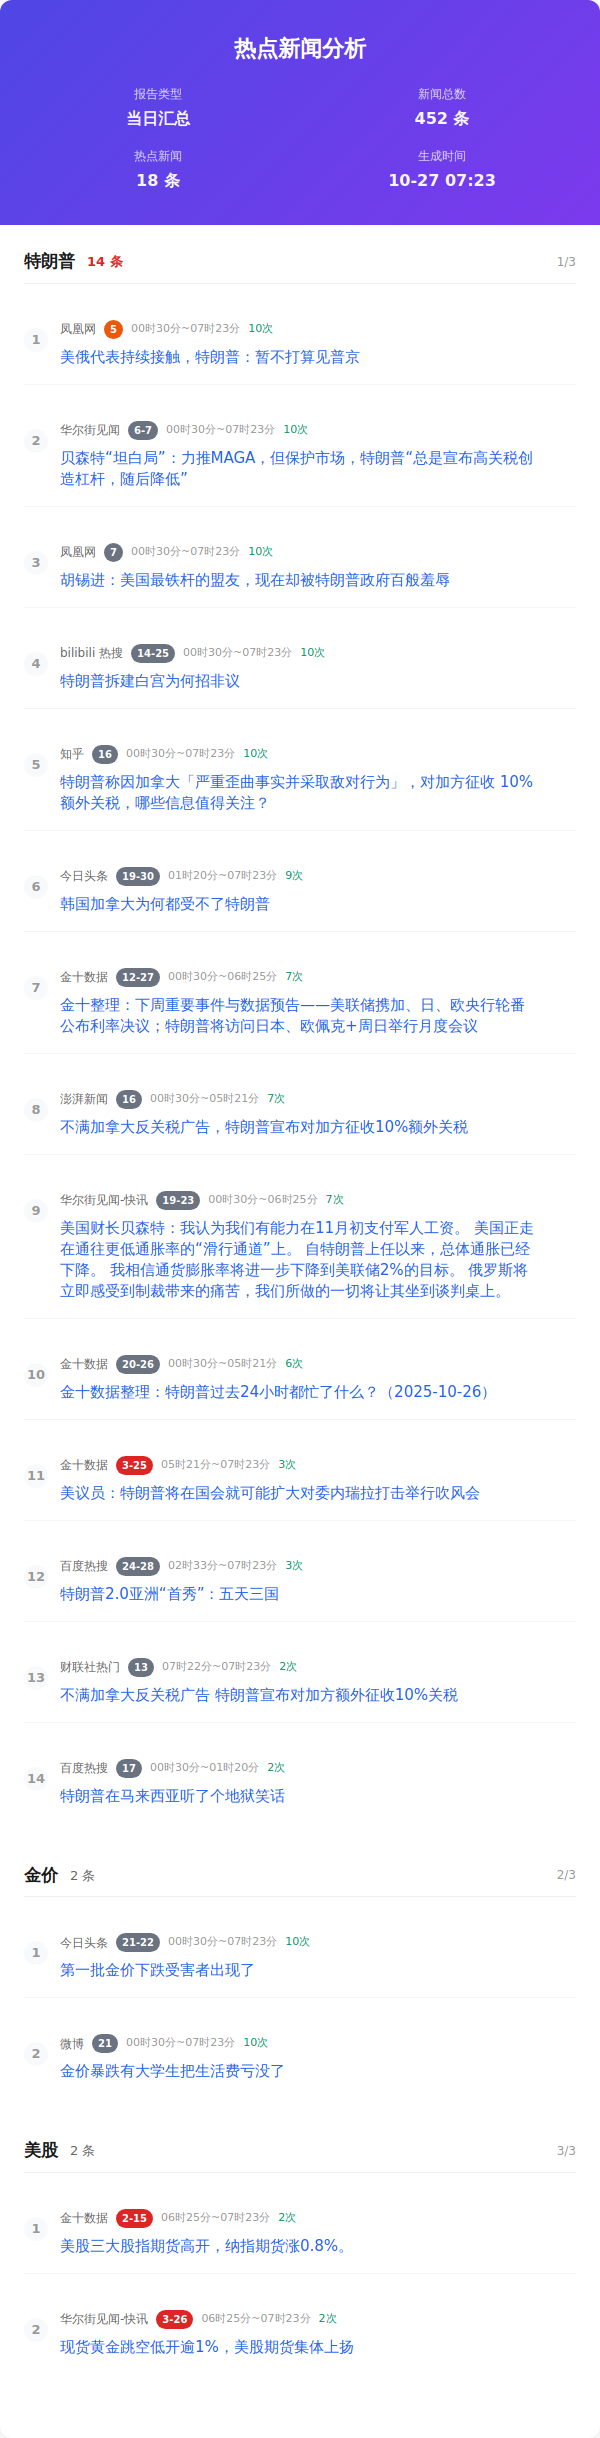 热点新闻分析
报告类型
新闻总数
当日汇总
452 条
热点新闻
生成时间
18 条
10-27 07:23
特朗普 14 条 1/3
1
凤凰网 5 00时30分~07时23分 10次
美俄代表持续接触，特朗普：暂不打算见普京
2
华尔街见闻 6-7 00时30分~07时23分 10次
贝森特“坦白局”：力推MAGA，但保护市场，特朗普“总是宣布高关税创
造杠杆，随后降低”
3
凤凰网 7 00时30分~07时23分 10次
胡锡进：美国最铁杆的盟友，现在却被特朗普政府百般羞辱
4
bilibili 热搜 14-25 00时30分~07时23分 10次
特朗普拆建白宫为何招非议
5
知乎 16 00时30分~07时23分 10次
特朗普称因加拿大「严重歪曲事实并采取敌对行为」，对加方征收 10%
额外关税，哪些信息值得关注？
6
今日头条 19-30 01时20分~07时23分 9次
韩国加拿大为何都受不了特朗普
7
金十数据 12-27 00时30分~06时25分 7次
金十整理：下周重要事件与数据预告——美联储携加、日、欧央行轮番
公布利率决议；特朗普将访问日本、欧佩克+周日举行月度会议
8
澎湃新闻 16 00时30分~05时21分 7次
不满加拿大反关税广告，特朗普宣布对加方征收10%额外关税
9
华尔街见闻-快讯 19-23 00时30分~06时25分 7次
美国财长贝森特：我认为我们有能力在11月初支付军人工资。 美国正走
在通往更低通胀率的“滑行通道”上。 自特朗普上任以来，总体通胀已经
下降。 我相信通货膨胀率将进一步下降到美联储2%的目标。 俄罗斯将
立即感受到制裁带来的痛苦，我们所做的一切将让其坐到谈判桌上。
10
金十数据 20-26 00时30分~05时21分 6次
金十数据整理：特朗普过去24小时都忙了什么？（2025-10-26）
11
金十数据 3-25 05时21分~07时23分 3次
美议员：特朗普将在国会就可能扩大对委内瑞拉打击举行吹风会
12
百度热搜 24-28 02时33分~07时23分 3次
特朗普2.0亚洲“首秀”：五天三国
13
财联社热门 13 07时22分~07时23分 2次
不满加拿大反关税广告 特朗普宣布对加方额外征收10%关税
14
百度热搜 17 00时30分~01时20分 2次
特朗普在马来西亚听了个地狱笑话
金价 2 条 2/3
1
今日头条 21-22 00时30分~07时23分 10次
第一批金价下跌受害者出现了
2
微博 21 00时30分~07时23分 10次
金价暴跌有大学生把生活费亏没了
美股 2 条 3/3
1
金十数据 2-15 06时25分~07时23分 2次
美股三大股指期货高开，纳指期货涨0.8%。
2
华尔街见闻-快讯 3-26 06时25分~07时23分 2次
现货黄金跳空低开逾1%，美股期货集体上扬